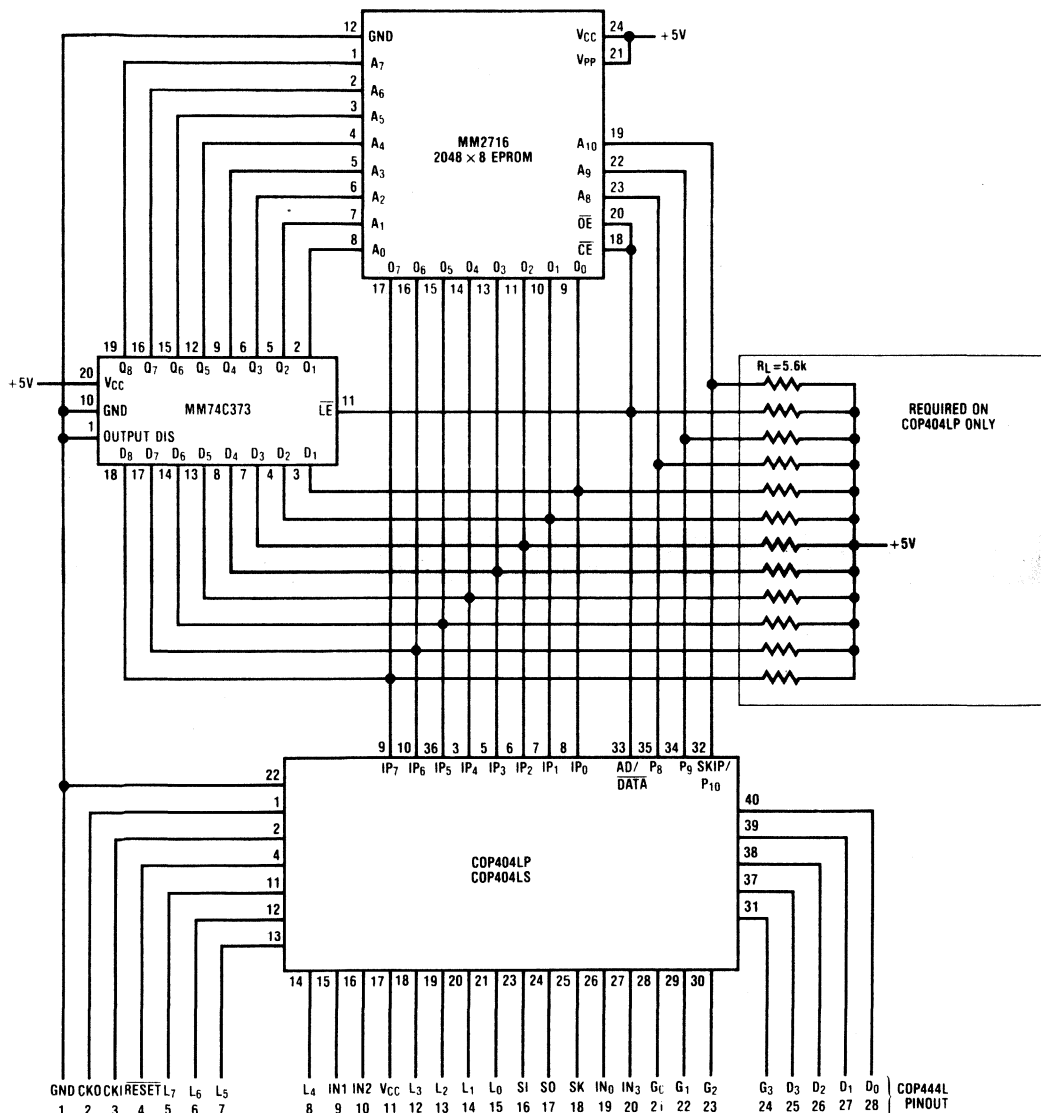 12 GND VCC 24 +5V
1 A7 VPP 21
2 A6
3 A5
4 A4 MM2716 A10 19
2048 × 8 EPROM
5 A3 A9 22
6 A2 A8 23
7 A1 OE 20
8 A0 CE 18
O7 O6 O5 O4 O3 O2 O1 O0
17 16 15 14 13 11 10 9
19 16 15 12 9 6 5 2
Q8 Q7 Q6 Q5 Q4 Q3 Q2 Q1
+5V 20 VCC
10 GND MM74C373 LE 11
1 OUTPUT DIS
D8 D7 D6 D5 D4 D3 D2 D1
18 17 14 13 8 7 4 3
RL=5.6k
REQUIRED ON
COP404LP ONLY
+5V
9 10 36 3 5 6 7 8 33 35 34 32
IP7 IP6 IP5 IP4 IP3 IP2 IP1 IP0 AD/ P8 P9 SKIP/
DATA P10
22
1 40
2 39
4 COP404LP 38
COP404LS
11 37
12 31
13
14 15 16 17 18 19 20 21 23 24 25 26 27 28 29 30
GND CKO CKI RESET L7 L6 L5 L4 IN1 IN2 VCC L3 L2 L1 L0 SI SO SK IN0 IN3 G0 G1 G2 G3 D3 D2 D1 D0 COP444L
1 2 3 4 5 6 7 8 9 10 11 12 13 14 15 16 17 18 19 20 21 22 23 24 25 26 27 28 PINOUT